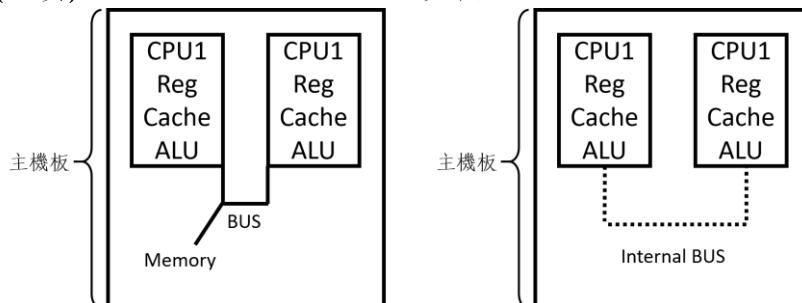 CPU1
Reg
Cache
ALU
CPU1
Reg
Cache
ALU
主機板
BUS
Memory
CPU1
Reg
Cache
ALU
CPU1
Reg
Cache
ALU
主機板
Internal BUS